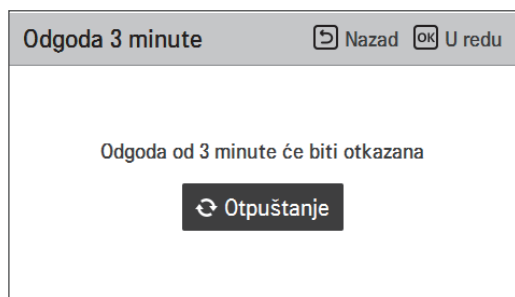 Odgoda 3 minute Nazad OK U redu
Odgoda od 3 minute će biti otkazana
Otpuštanje